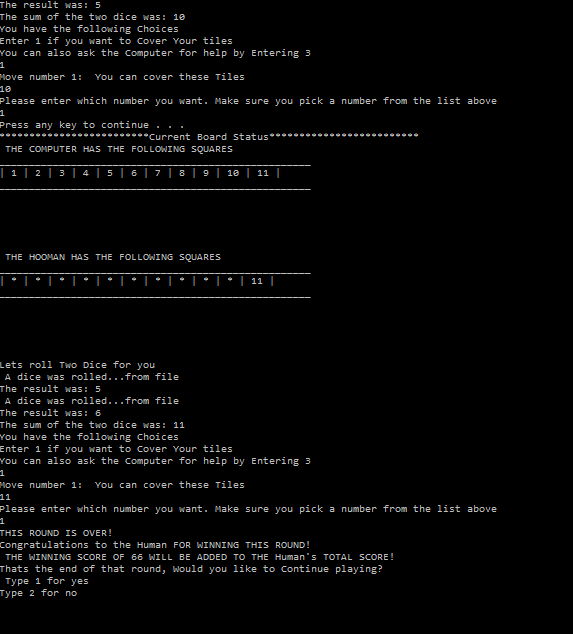 The result was: 5
The sum of the two dice was: 10
You have the following Choices
Enter 1 if you want to Cover Your tiles
You can also ask the Computer for help by Entering 3
1
Move number 1:  You can cover these Tiles
10
Please enter which number you want. Make sure you pick a number from the list above
1
Press any key to continue . . .
*************************Current Board Status*************************
THE COMPUTER HAS THE FOLLOWING SQUARES
| 1 | 2 | 3 | 4 | 5 | 6 | 7 | 8 | 9 | 10 | 11 |
THE HOOMAN HAS THE FOLLOWING SQUARES
| * | * | * | * | * | * | * | * | * | * | 11 |
Lets roll Two Dice for you
A dice was rolled...from file
The result was: 5
A dice was rolled...from file
The result was: 6
The sum of the two dice was: 11
You have the following Choices
Enter 1 if you want to Cover Your tiles
You can also ask the Computer for help by Entering 3
1
Move number 1:  You can cover these Tiles
11
Please enter which number you want. Make sure you pick a number from the list above
1
THIS ROUND IS OVER!
Congratulations to the Human FOR WINNING THIS ROUND!
THE WINNING SCORE OF 66 WILL BE ADDED TO THE Human's TOTAL SCORE!
Thats the end of that round, Would you like to Continue playing?
Type 1 for yes
Type 2 for no